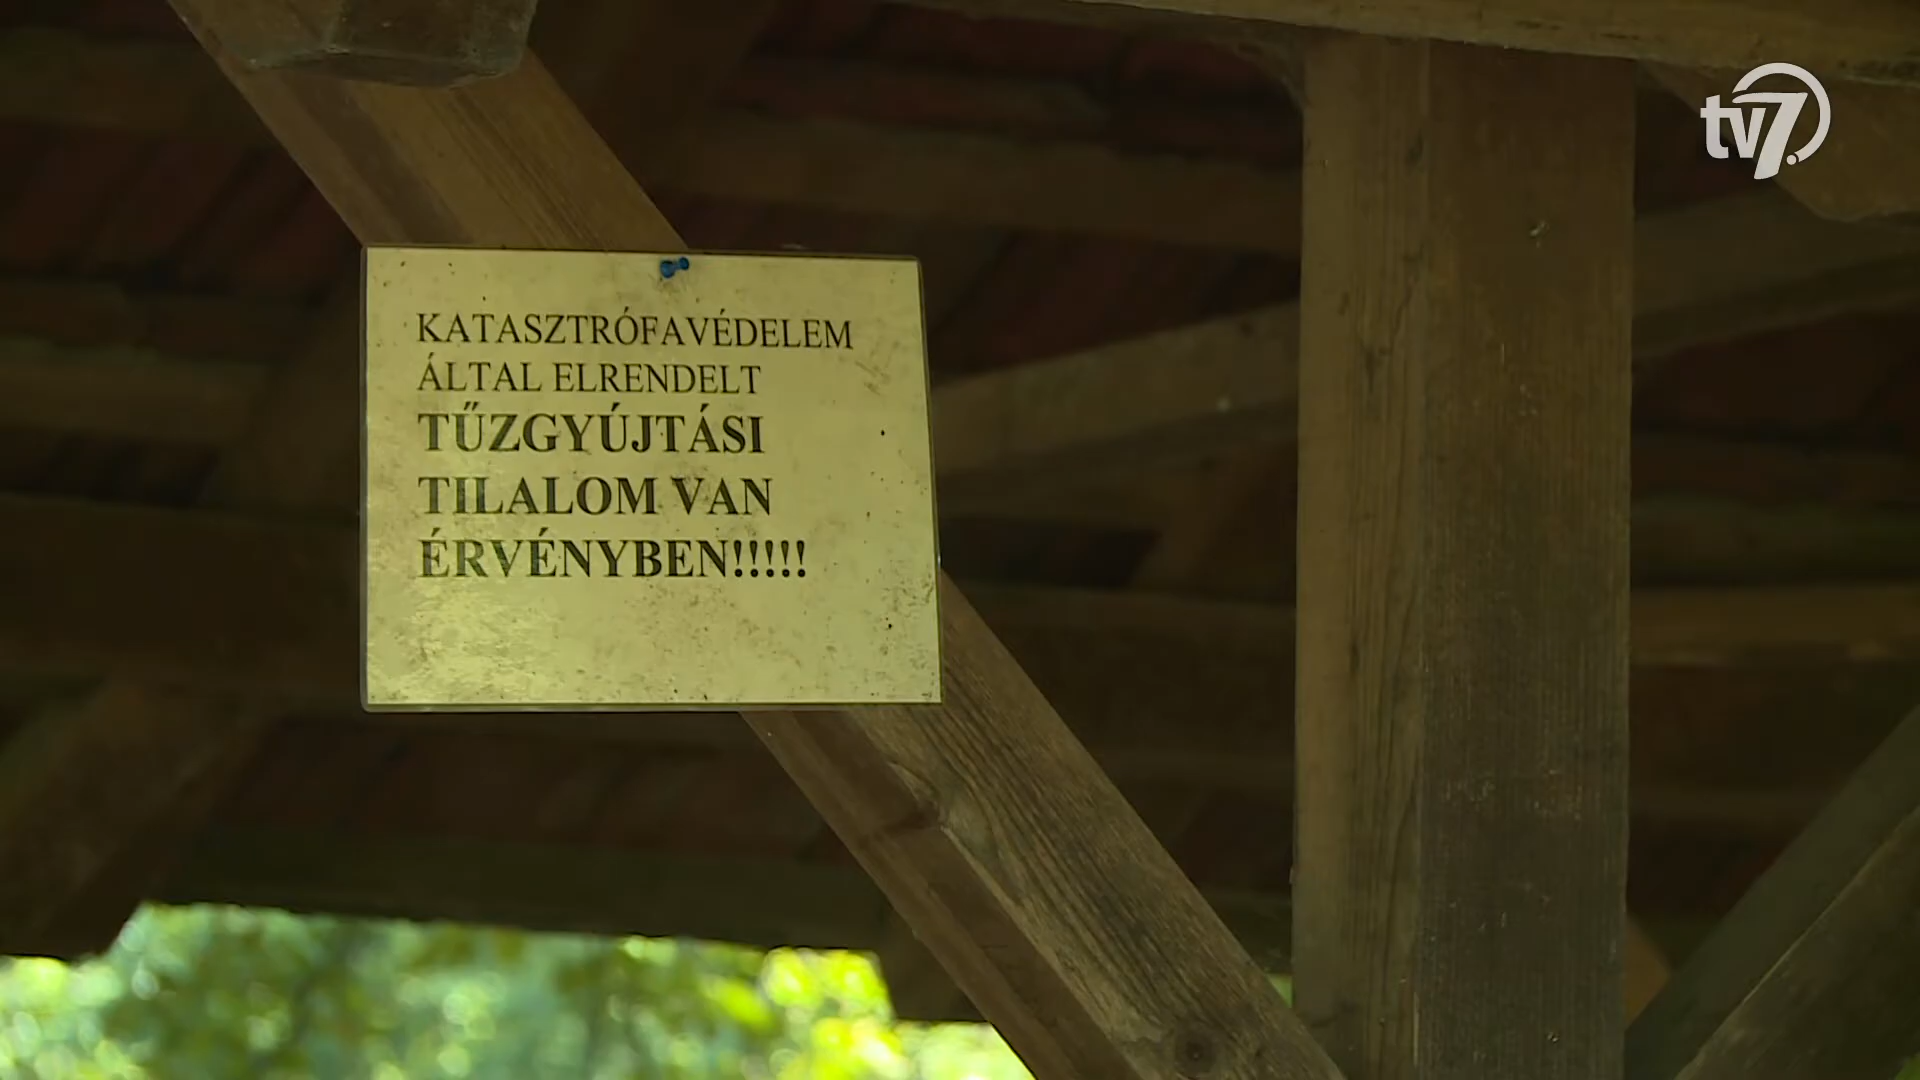 tv7
KATASZTRÓFAVÉDELEM
ÁLTAL ELRENDELT
TŰZGYÚJTÁSI
TILALOM VAN
ÉRVÉNYBEN!!!!!